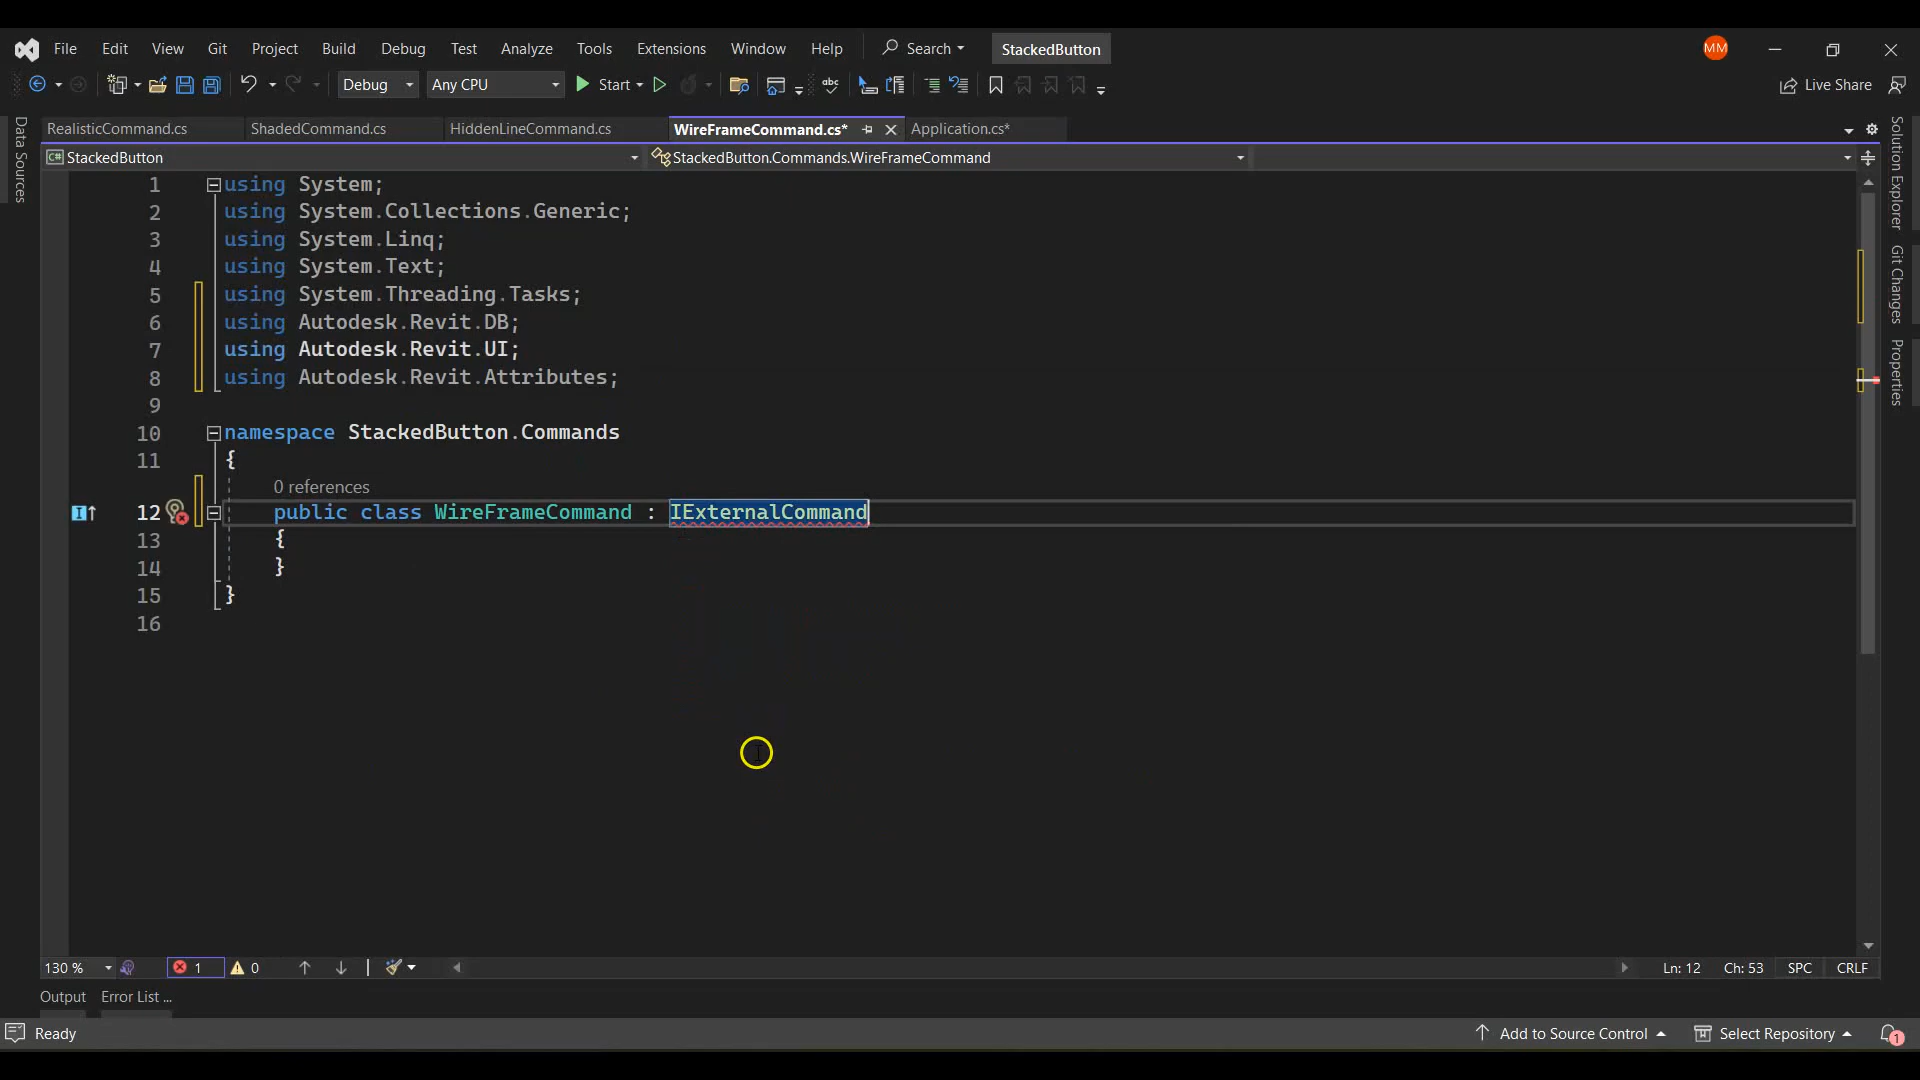 File Edit View Git Project Build Debug Test Analyze Tools Extensions Window Help Search StackedButton MM
Debug Any CPU Start Live Share
RealisticCommand.cs ShadedCommand.cs HiddenLineCommand.cs WireFrameCommand.cs* Application.cs*
C# StackedButton StackedButton.Commands.WireFrameCommand
Data Sources
Solution Explorer
Git Changes
Properties
1 using System;
2 using System.Collections.Generic;
3 using System.Linq;
4 using System.Text;
5 using System.Threading.Tasks;
6 using Autodesk.Revit.DB;
7 using Autodesk.Revit.UI;
8 using Autodesk.Revit.Attributes;
9
10 namespace StackedButton.Commands
11 {
0 references
12 public class WireFrameCommand : IExternalCommand
13 {
14 }
15 }
16
130 % 1 0 Ln: 12 Ch: 53 SPC CRLF
Output Error List ...
Ready Add to Source Control Select Repository 1